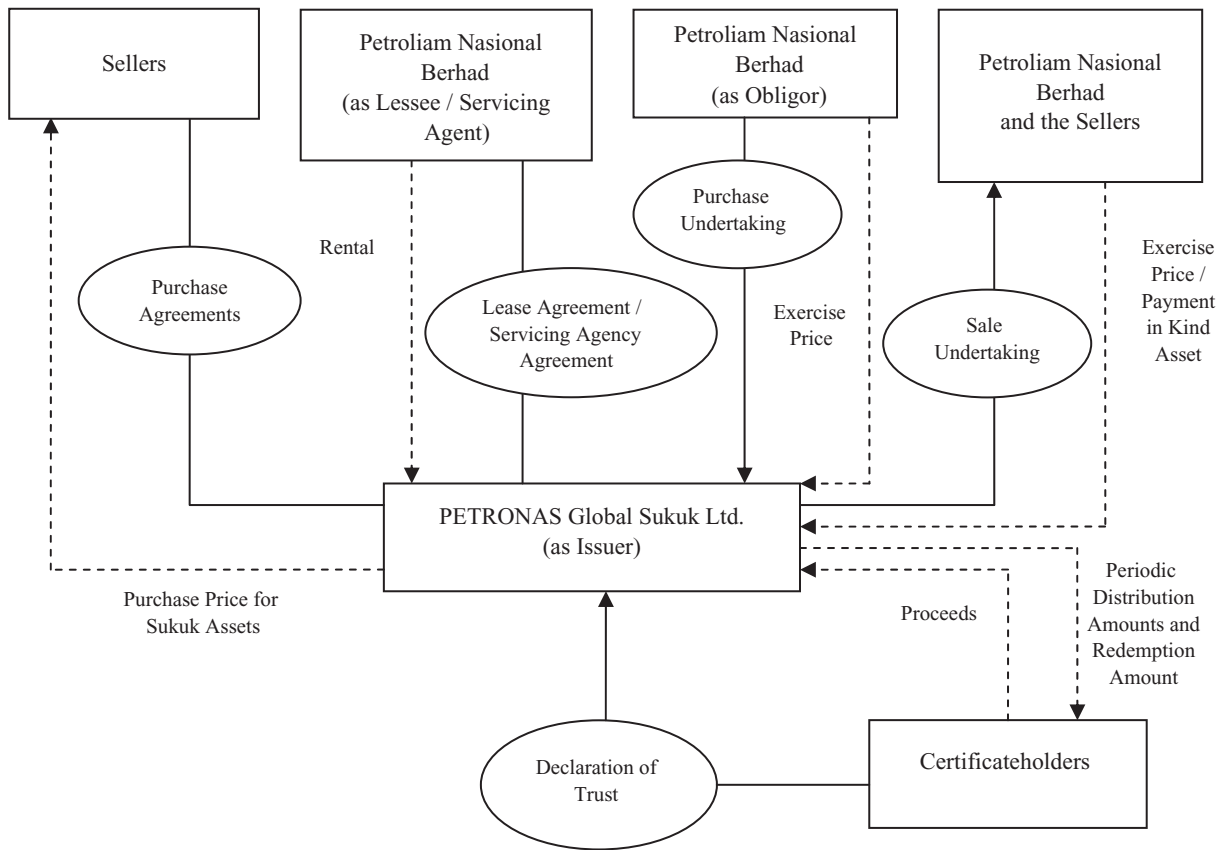 Sellers
Petroliam Nasional
Berhad
(as Lessee / Servicing
Agent)
Petroliam Nasional
Berhad
(as Obligor)
Petroliam Nasional
Berhad
and the Sellers
Purchase
Agreements
Rental
Lease Agreement /
Servicing Agency
Agreement
Purchase
Undertaking
Exercise
Price
Sale
Undertaking
Exercise
Price /
Payment
in Kind
Asset
PETRONAS Global Sukuk Ltd.
(as Issuer)
Purchase Price for
Sukuk Assets
Proceeds
Periodic
Distribution
Amounts and
Redemption
Amount
Declaration of
Trust
Certificateholders